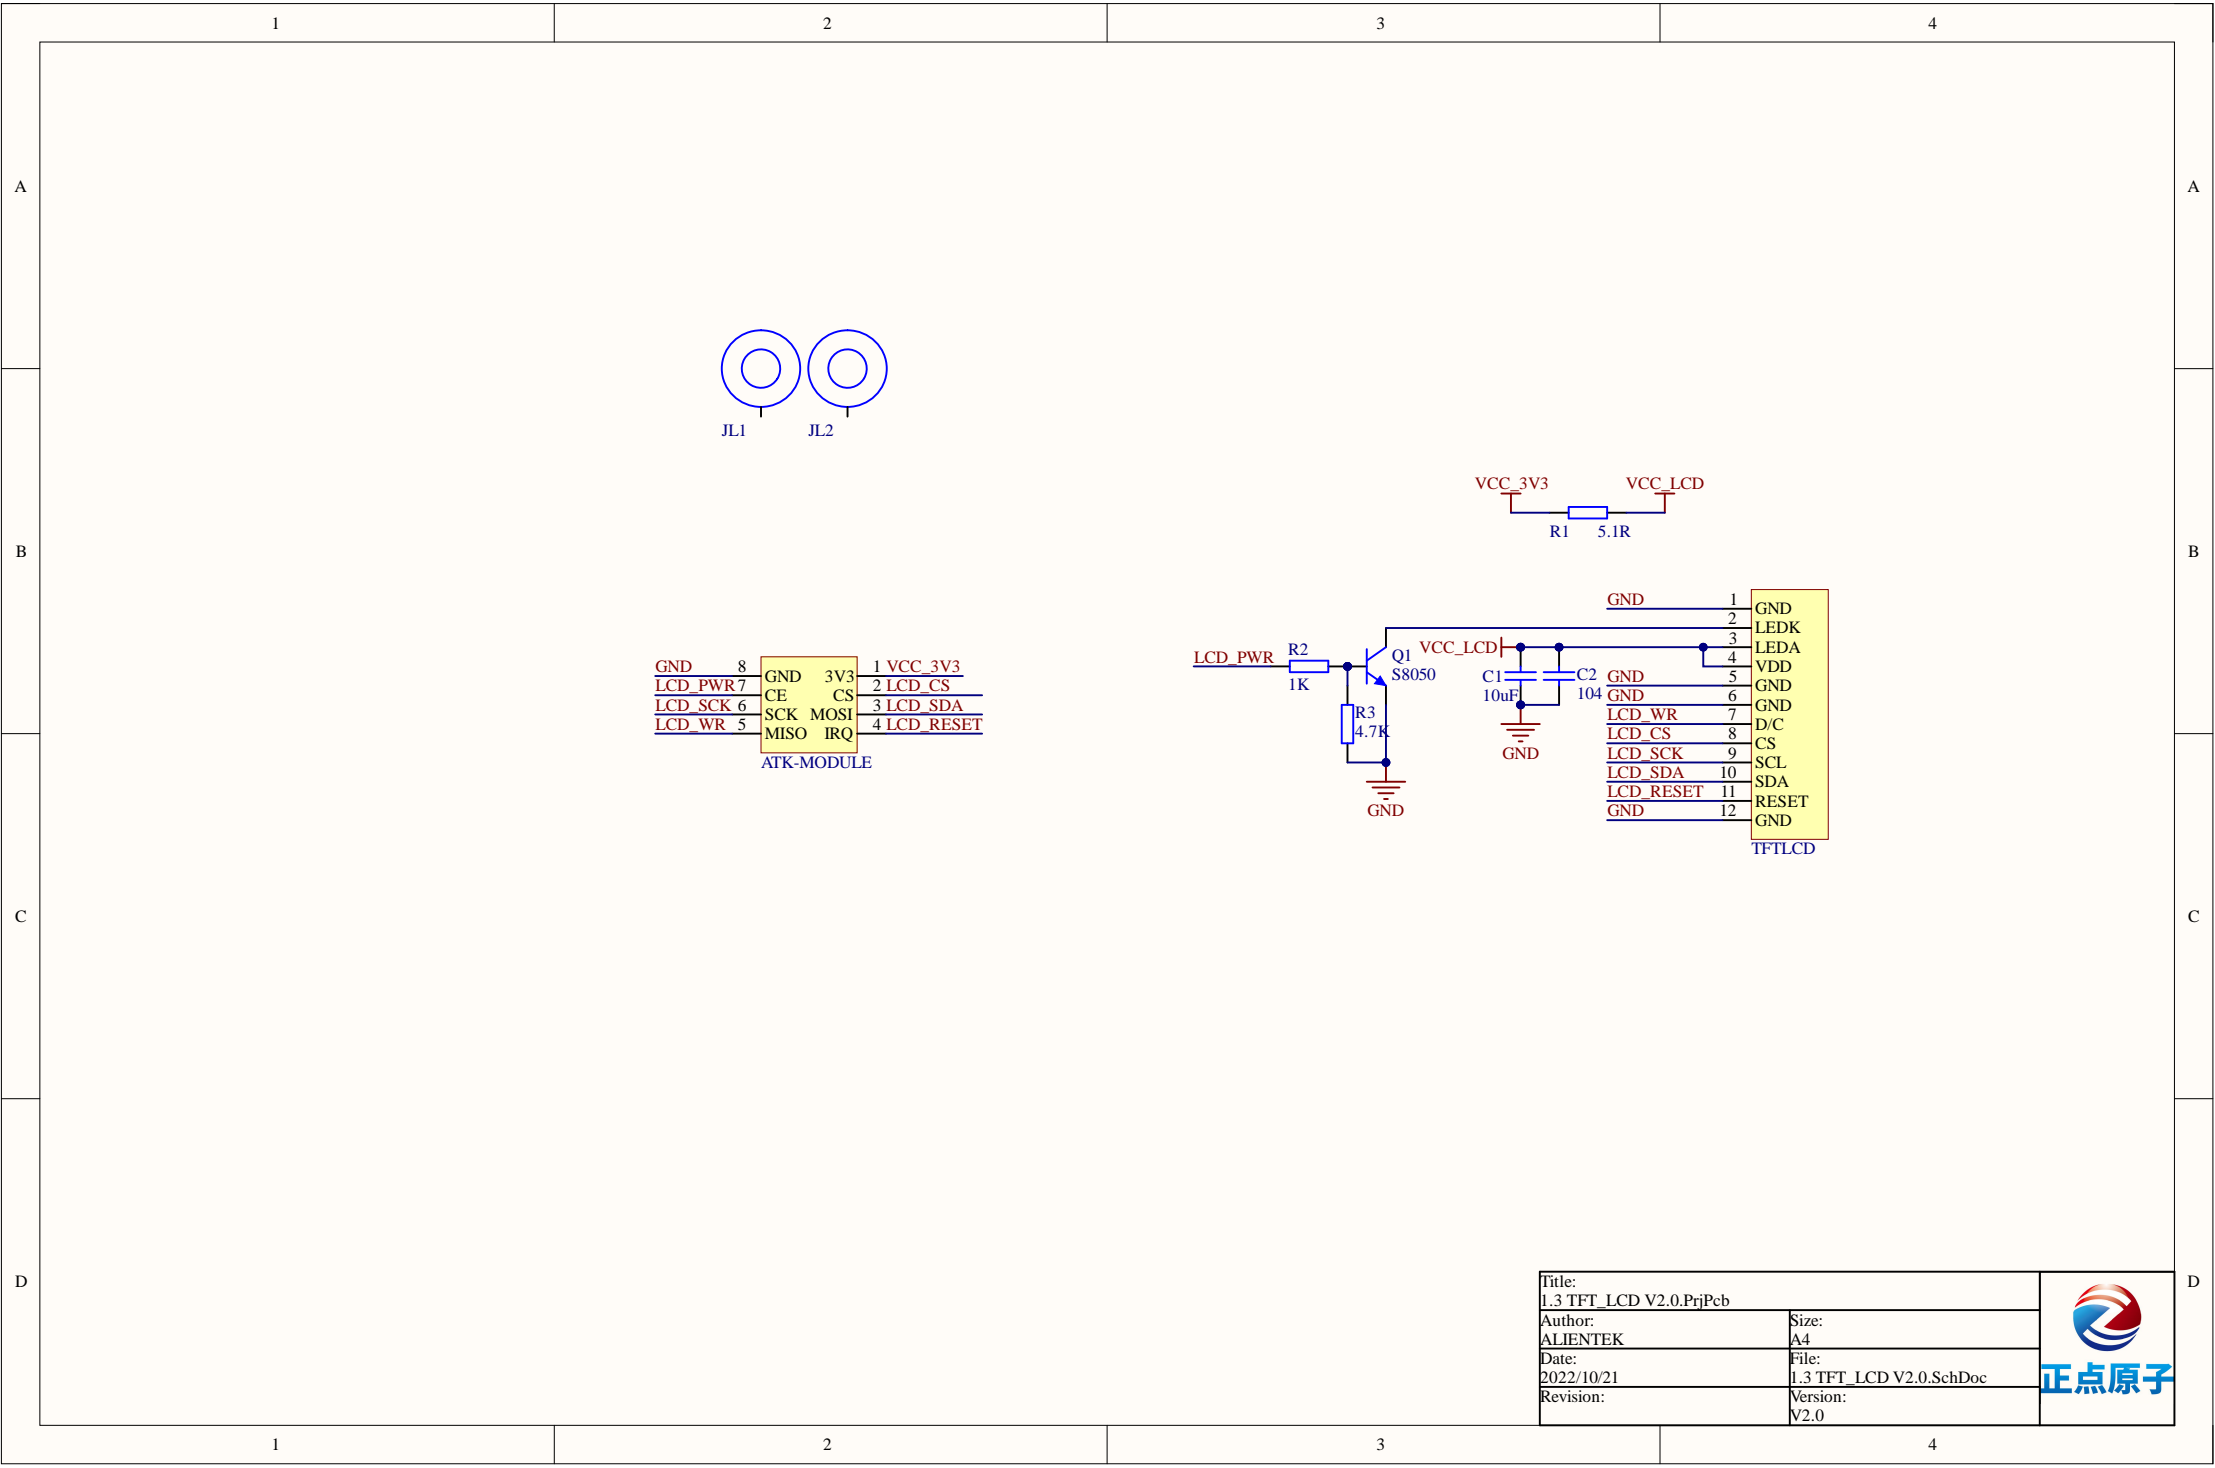 1 2 3 4
A A
JL1 JL2
VCC_3V3 VCC_LCD
R1 5.1R
B B
GND 8 GND 3V3 1 VCC_3V3
LCD_PWR 7 CE CS 2 LCD_CS
LCD_SCK 6 SCK MOSI 3 LCD_SDA
LCD_WR 5 MISO IRQ 4 LCD_RESET
ATK-MODULE
LCD_PWR
R2
1K
Q1
S8050
R3
4.7K
GND
VCC_LCD
C1
10uF
C2
104
GND
GND 1 GND
2 LEDK
3 LEDA
4 VDD
GND 5 GND
GND 6 GND
LCD_WR 7 D/C
LCD_CS 8 CS
LCD_SCK 9 SCL
LCD_SDA 10 SDA
LCD_RESET 11 RESET
GND 12 GND
TFTLCD
C C
D D
Title:
1.3 TFT_LCD V2.0.PrjPcb
Author:
ALIENTEK
Size:
A4
Date:
2022/10/21
File:
1.3 TFT_LCD V2.0.SchDoc
Revision:
Version:
V2.0
正点原子
1 2 3 4